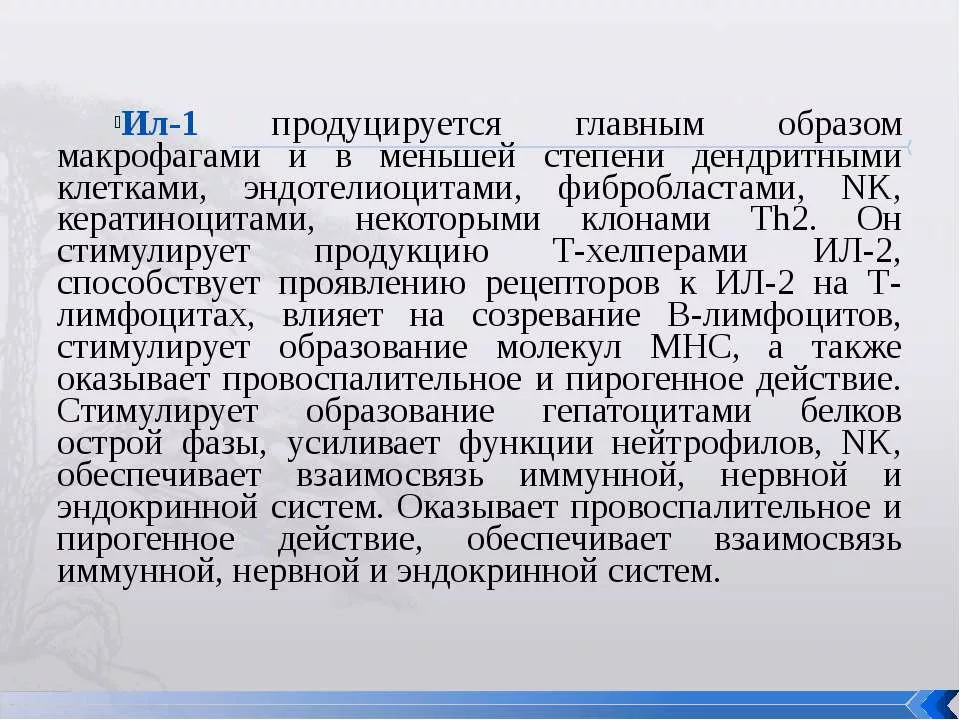 Ил-1 продуцируется главным образом
макрофагами и в меньшей степени дендритными
клетками, эндотелиоцитами, фибробластами, NK,
кератиноцитами, некоторыми клонами Th2. Он
стимулирует продукцию Т-хелперами ИЛ-2,
способствует проявлению рецепторов к ИЛ-2 на Т-
лимфоцитах, влияет на созревание В-лимфоцитов,
стимулирует образование молекул МНС, а также
оказывает провоспалительное и пирогенное действие.
Стимулирует образование гепатоцитами белков
острой фазы, усиливает функции нейтрофилов, NK,
обеспечивает взаимосвязь иммунной, нервной и
эндокринной систем. Оказывает провоспалительное и
пирогенное действие, обеспечивает взаимосвязь
иммунной, нервной и эндокринной систем.